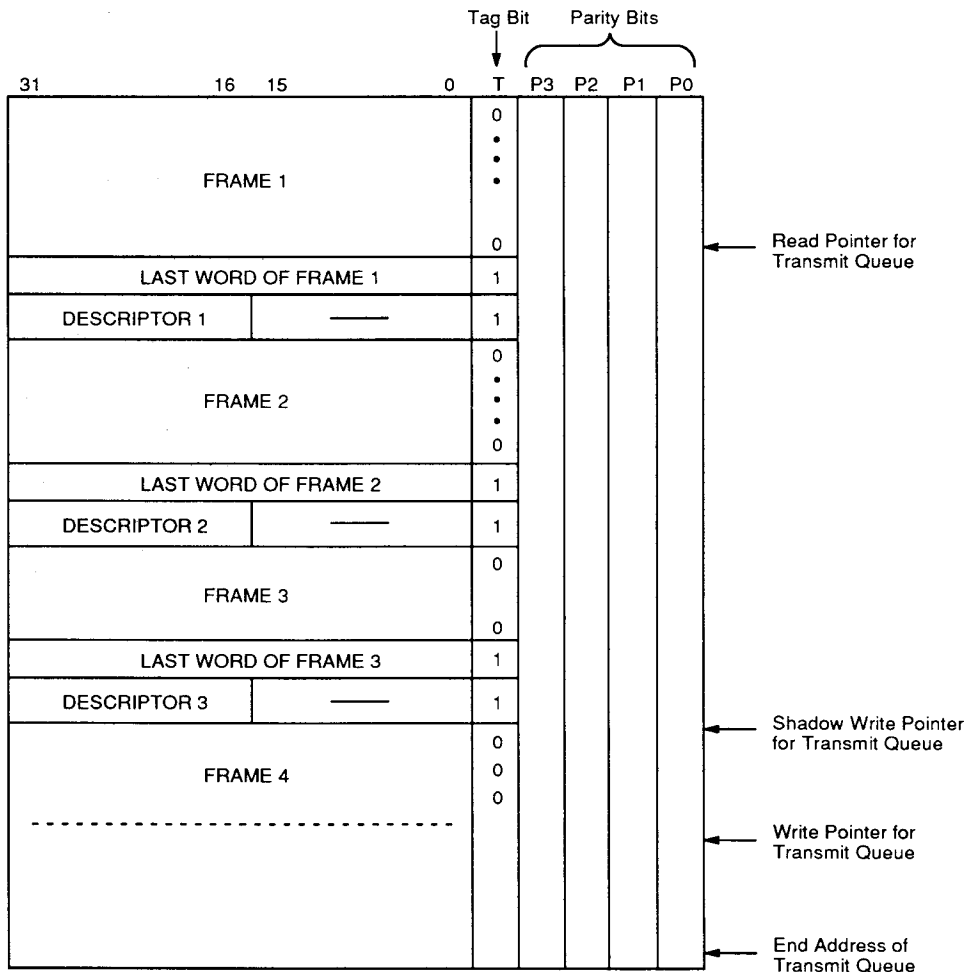 Tag Bit
Parity Bits
31 16 15 0 T P3 P2 P1 P0
0
FRAME 1
0
Read Pointer for
Transmit Queue
LAST WORD OF FRAME 1 1
DESCRIPTOR 1 1
0
FRAME 2
0
LAST WORD OF FRAME 2 1
DESCRIPTOR 2 1
0
FRAME 3
0
LAST WORD OF FRAME 3 1
DESCRIPTOR 3 1
Shadow Write Pointer
for Transmit Queue
0
FRAME 4 0
0
Write Pointer for
Transmit Queue
End Address of
Transmit Queue